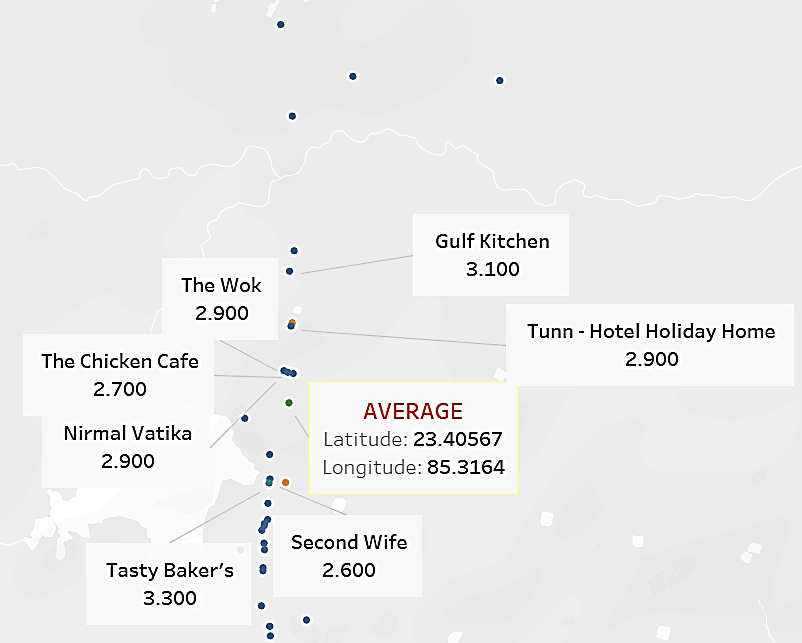 Gulf Kitchen
3.100
The Wok
2.900
Tunn - Hotel Holiday Home
2.900
The Chicken Cafe
2.700
AVERAGE
Latitude: 23.40567
Longitude: 85.3164
Nirmal Vatika
2.900
Second Wife
2.600
Tasty Baker's
3.300